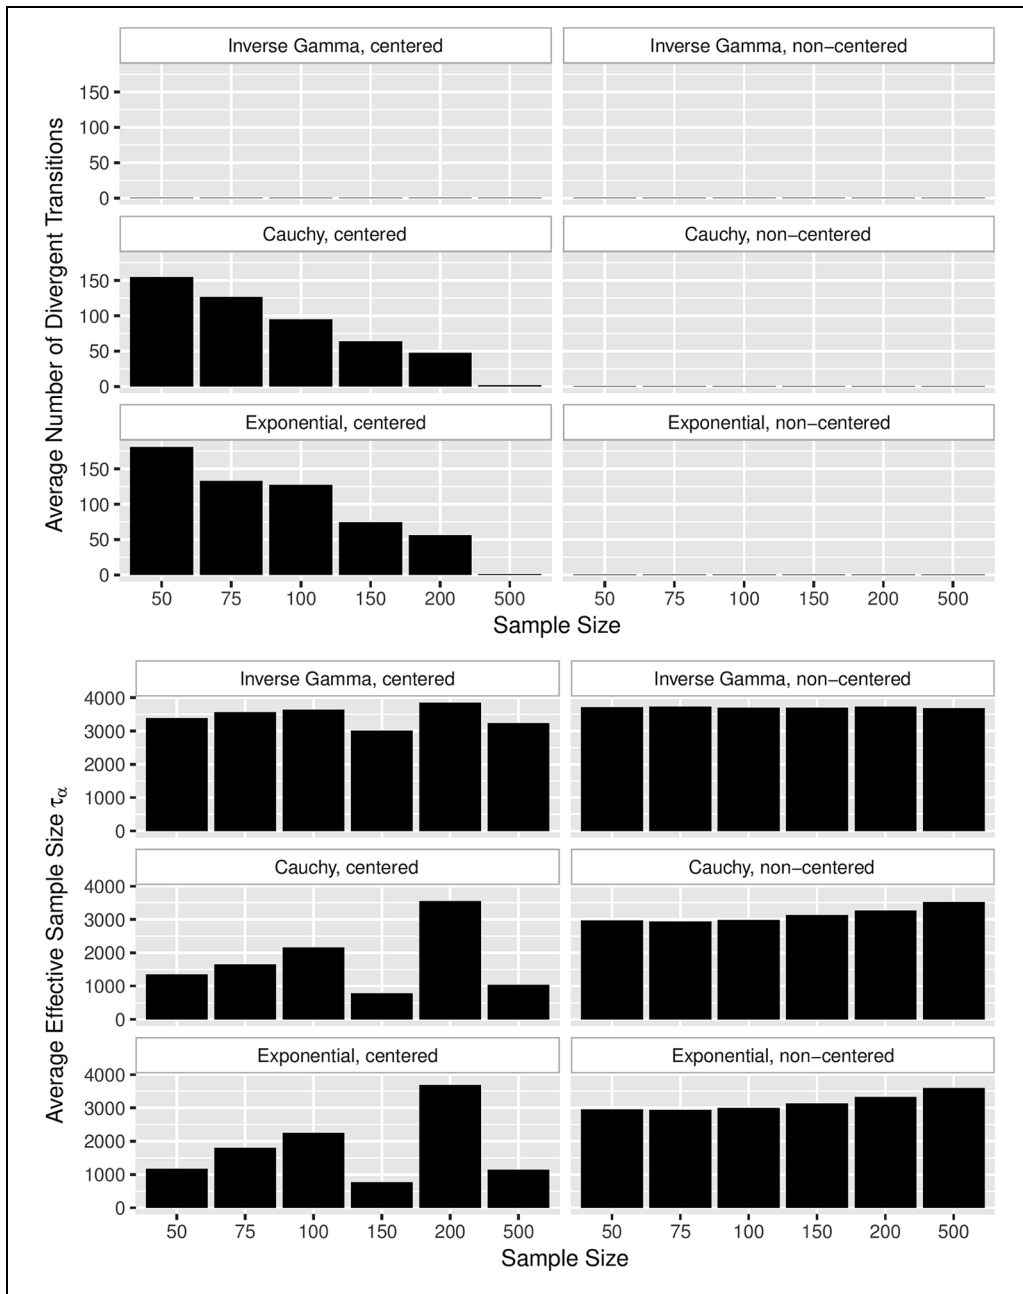 Inverse Gamma, centered
Inverse Gamma, non−centered
150
100
50
0
Cauchy, centered
Cauchy, non−centered
150
100
50
0
Exponential, centered
Exponential, non−centered
150
100
50
0
Average Number of Divergent Transitions
50 75 100 150 200 500
50 75 100 150 200 500
Sample Size
Inverse Gamma, centered
Inverse Gamma, non−centered
4000
3000
2000
1000
0
Cauchy, centered
Cauchy, non−centered
4000
3000
2000
1000
0
Exponential, centered
Exponential, non−centered
4000
3000
2000
1000
0
Average Effective Sample Size τα
50 75 100 150 200 500
50 75 100 150 200 500
Sample Size